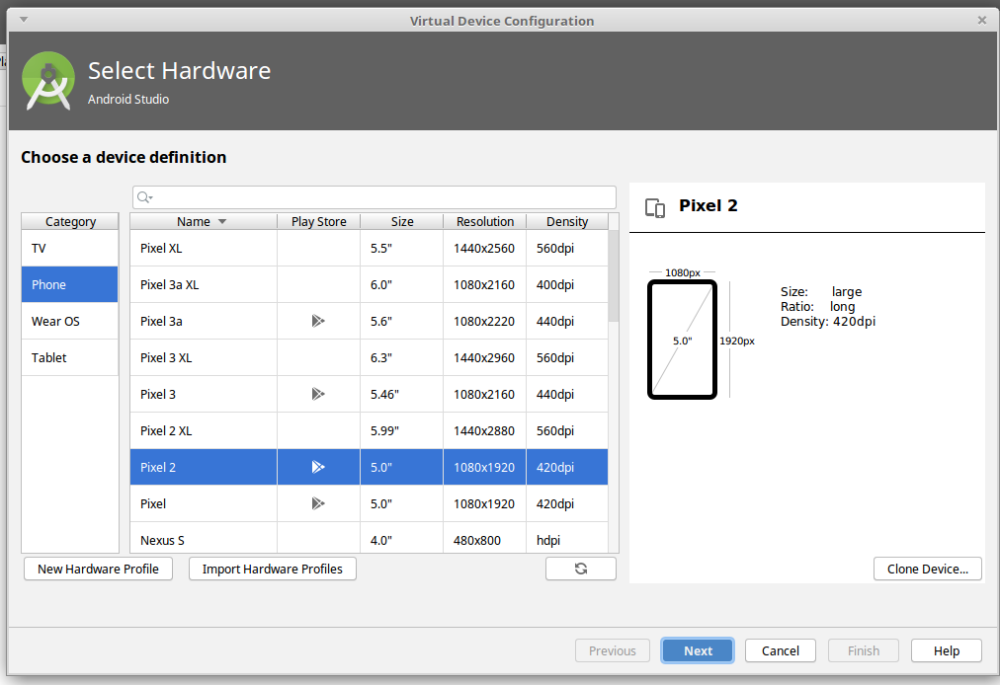 Virtual Device Configuration
Select Hardware
Android Studio
Choose a device definition
Category
TV
Phone
Wear OS
Tablet
Name Play Store Size Resolution Density
Pixel XL 5.5" 1440x2560 560dpi
Pixel 3a XL 6.0" 1080x2160 400dpi
Pixel 3a 5.6" 1080x2220 440dpi
Pixel 3 XL 6.3" 1440x2960 560dpi
Pixel 3 5.46" 1080x2160 440dpi
Pixel 2 XL 5.99" 1440x2880 560dpi
Pixel 2 5.0" 1080x1920 420dpi
Pixel 5.0" 1080x1920 420dpi
Nexus S 4.0" 480x800 hdpi
New Hardware Profile Import Hardware Profiles
Pixel 2
1080px
5.0"
1920px
Size: large
Ratio: long
Density: 420dpi
Clone Device...
Previous Next Cancel Finish Help